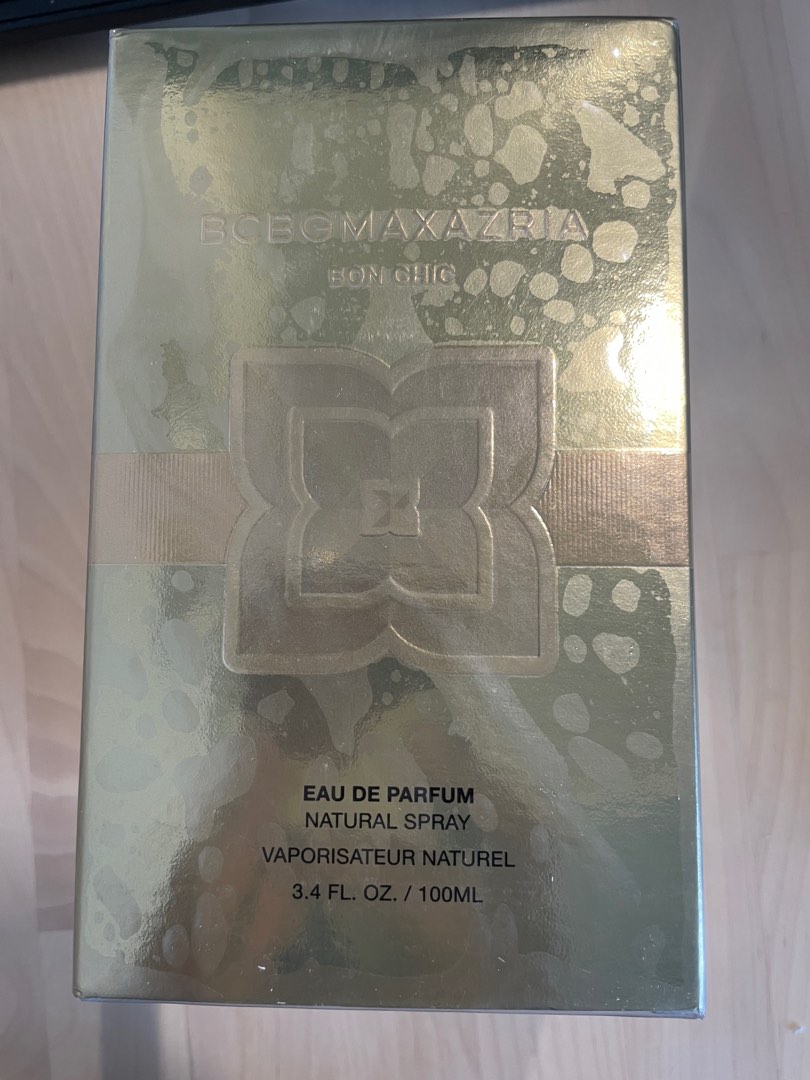 BCBGMAXAZRIA
BON CHIC
EAU DE PARFUM
NATURAL SPRAY
VAPORISATEUR NATUREL
3.4 FL. OZ. / 100ML